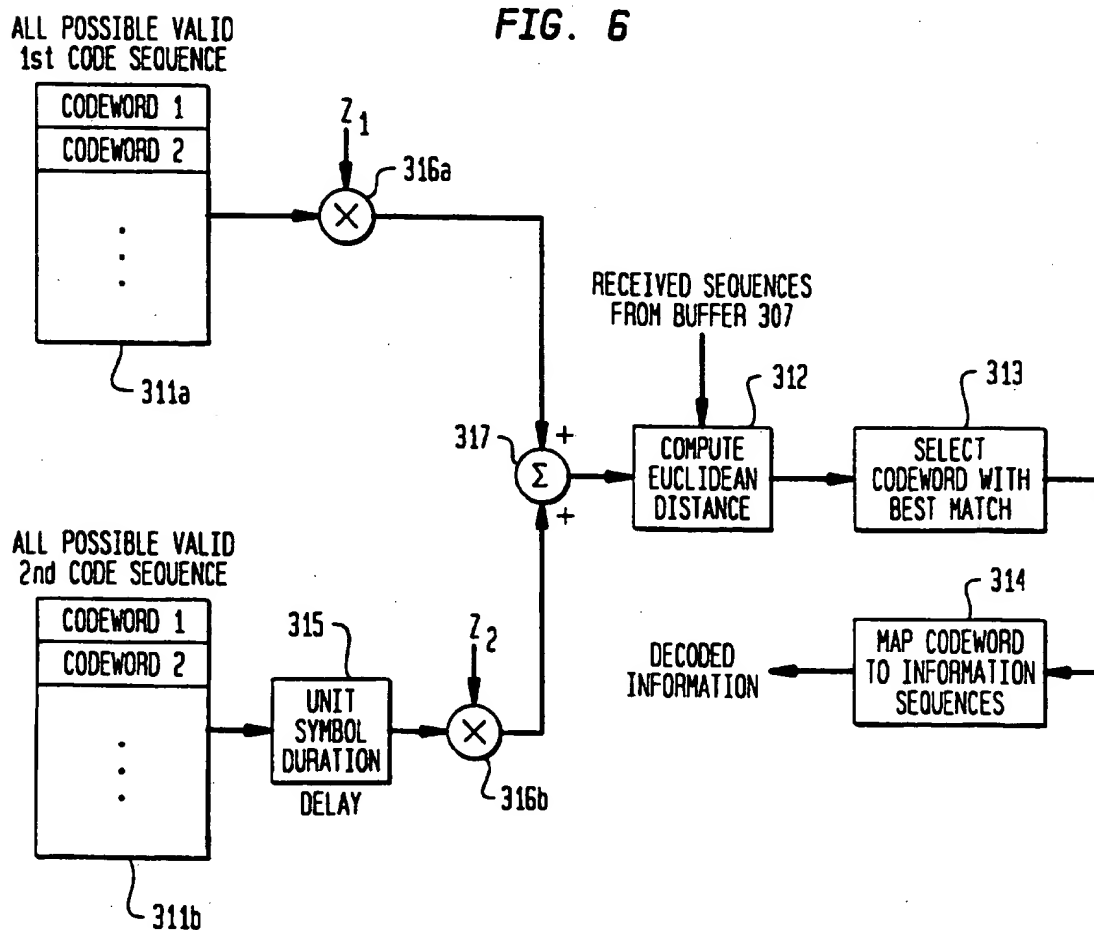 FIG. 6
ALL POSSIBLE VALID
1st CODE SEQUENCE
CODEWORD 1
CODEWORD 2
311a
Z1
316a
RECEIVED SEQUENCES
FROM BUFFER 307
317
+
Σ
+
312
COMPUTE
EUCLIDEAN
DISTANCE
313
SELECT
CODEWORD WITH
BEST MATCH
ALL POSSIBLE VALID
2nd CODE SEQUENCE
CODEWORD 1
CODEWORD 2
311b
315
UNIT
SYMBOL
DURATION
DELAY
Z2
316b
314
MAP CODEWORD
TO INFORMATION
SEQUENCES
DECODED
INFORMATION